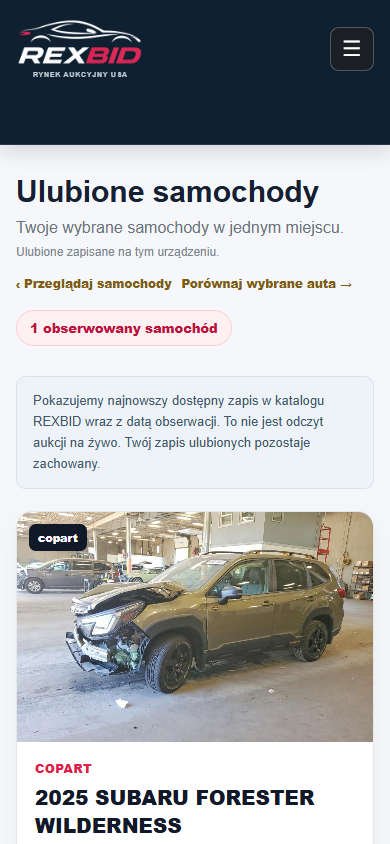 REXBID
RYNEK AUKCYJNY USA
☰
Ulubione samochody
Twoje wybrane samochody w jednym miejscu.
Ulubione zapisane na tym urządzeniu.
‹ Przeglądaj samochody Porównaj wybrane auta →
1 obserwowany samochód
Pokazujemy najnowszy dostępny zapis w katalogu
REXBID wraz z datą obserwacji. To nie jest odczyt
aukcji na żywo. Twój zapis ulubionych pozostaje
zachowany.
copart
COPART
2025 SUBARU FORESTER
WILDERNESS